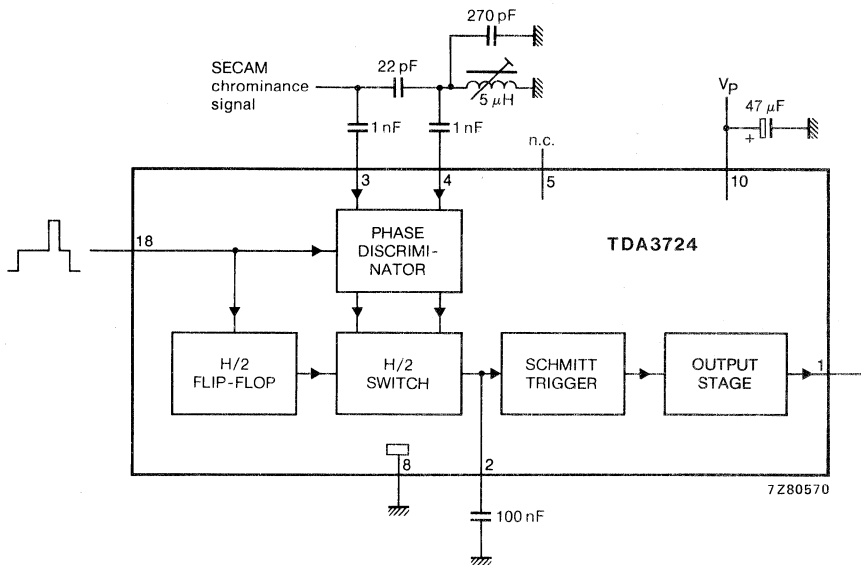 270 pF
SECAM
chrominance
signal
22 pF
5 μH
VP
47 μF
+
1 nF
1 nF
n.c.
3
4
5
10
18
PHASE
DISCRIMI-
NATOR
TDA3724
H/2
FLIP-FLOP
H/2
SWITCH
SCHMITT
TRIGGER
OUTPUT
STAGE
1
8
2
7Z80570
100 nF